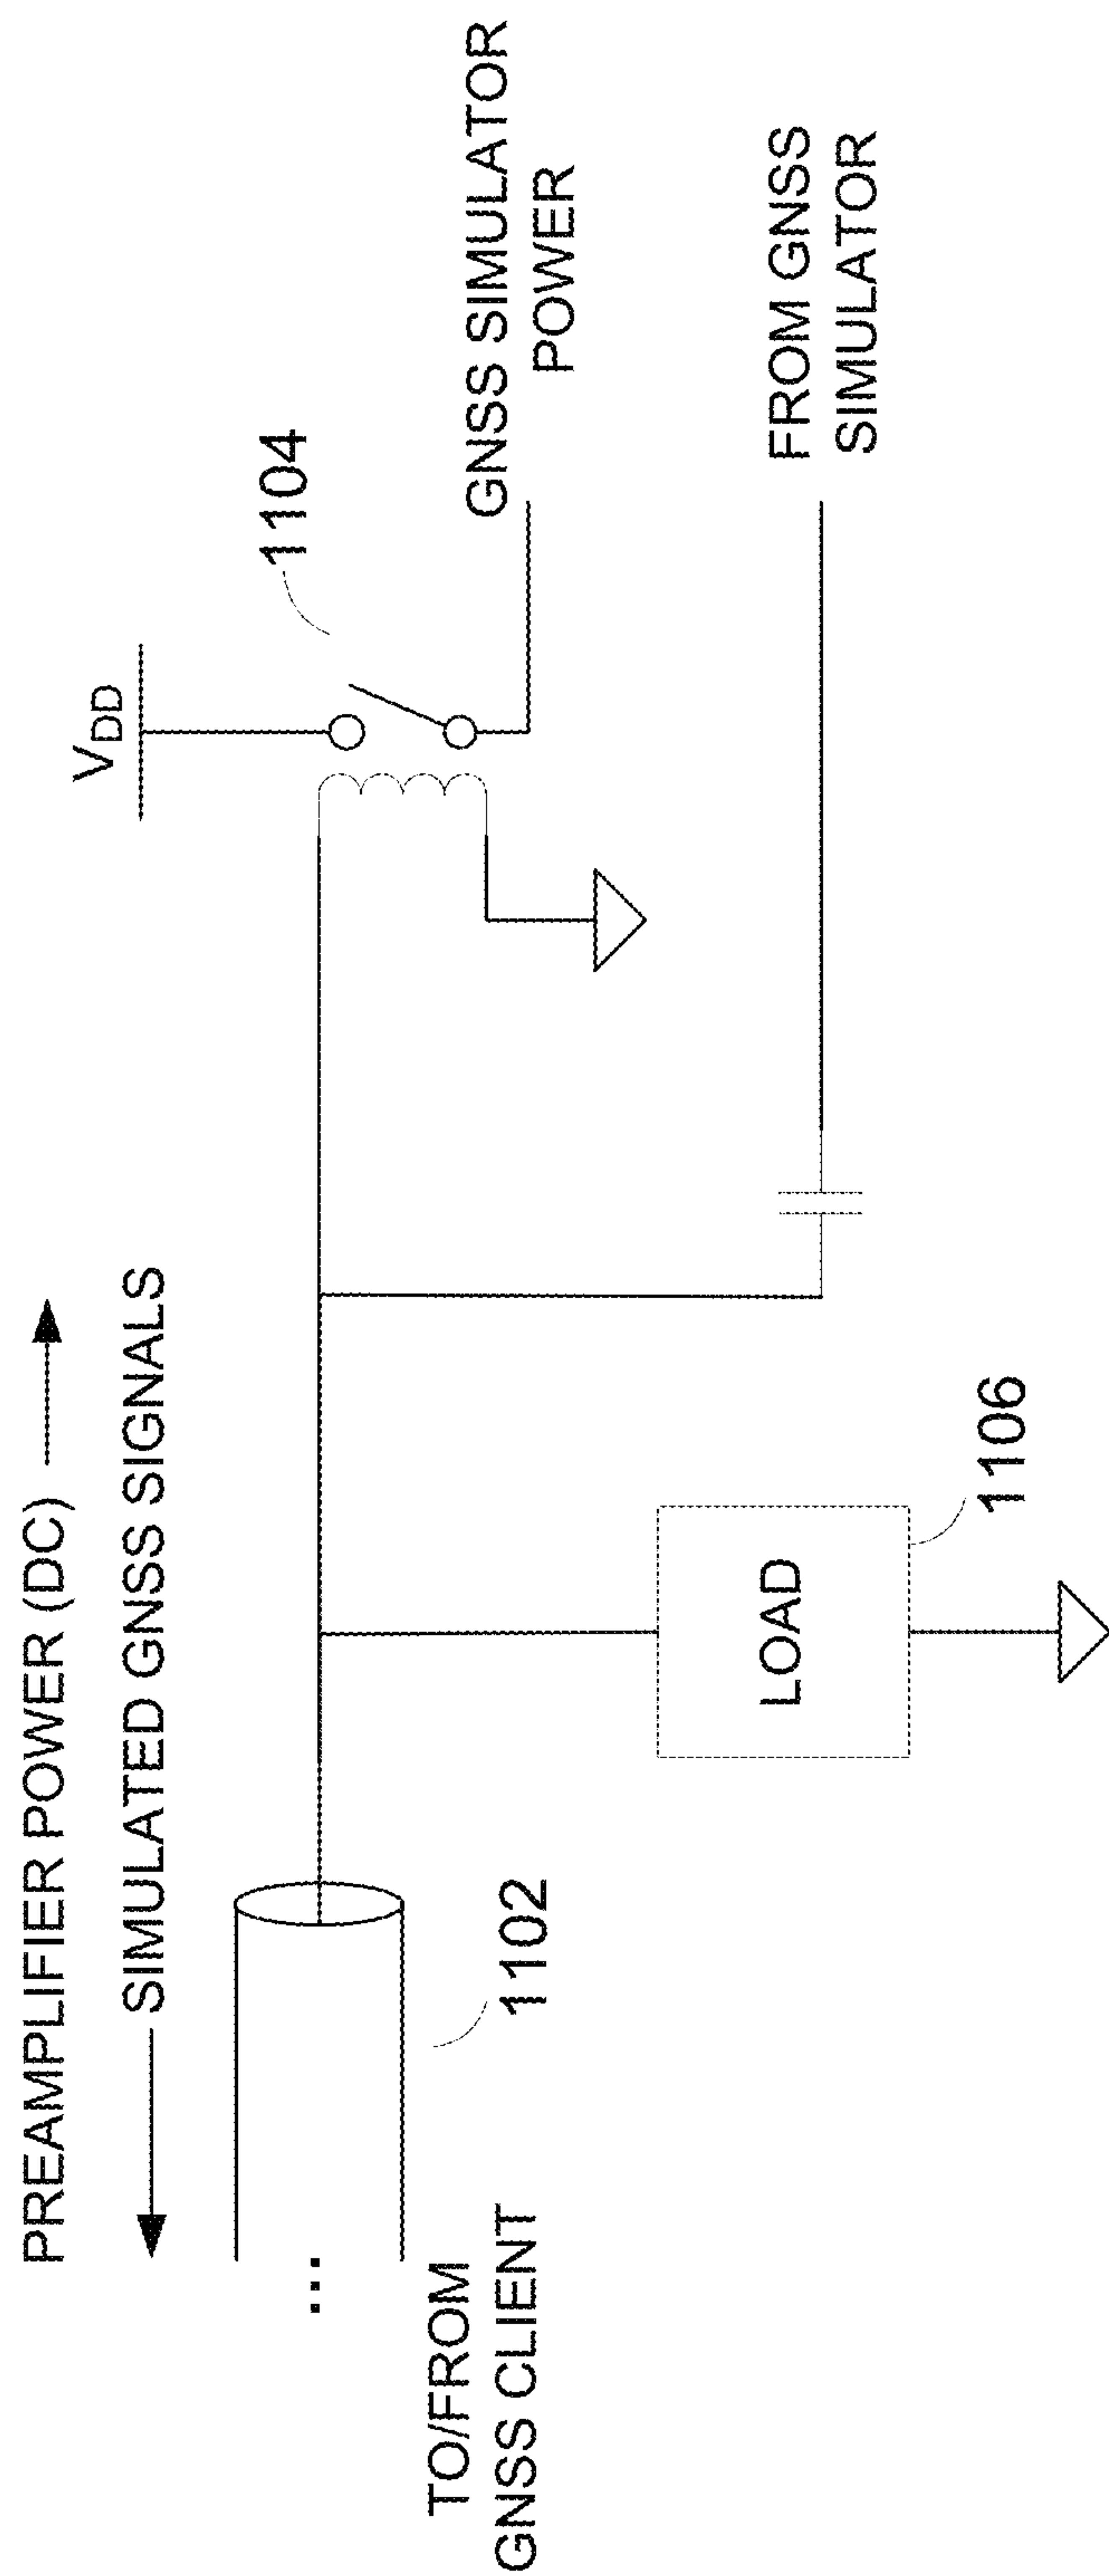 PREAMPLIFIER POWER (DC)
SIMULATED GNSS SIGNALS
VDD
1104
GNSS SIMULATOR
POWER
...
TO/FROM
GNSS CLIENT
1102
LOAD
1106
FROM GNSS
SIMULATOR